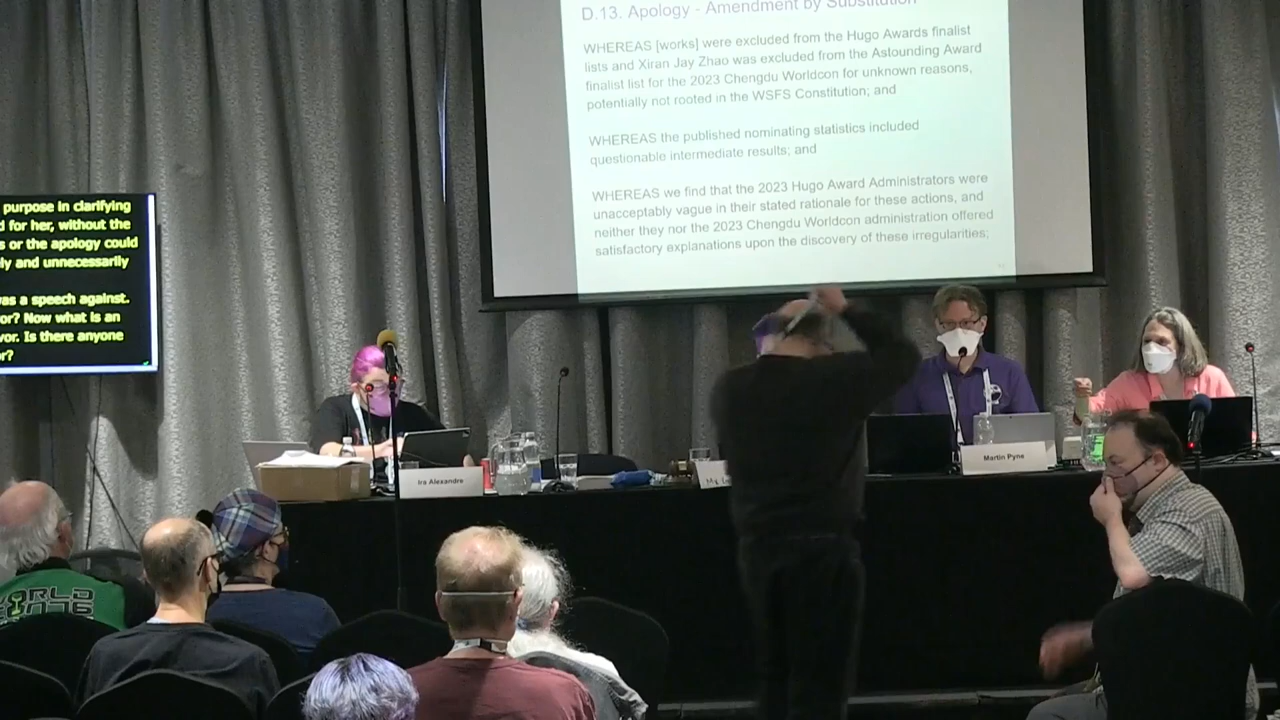 D.13. Apology - Amendment by Substitution
WHEREAS [works] were excluded from the Hugo Awards finalist
lists and Xiran Jay Zhao was excluded from the Astounding Award
finalist list for the 2023 Chengdu Worldcon for unknown reasons,
potentially not rooted in the WSFS Constitution; and
WHEREAS the published nominating statistics included
questionable intermediate results; and
WHEREAS we find that the 2023 Hugo Award Administrators were
unacceptably vague in their stated rationale for these actions, and
neither they nor the 2023 Chengdu Worldcon administration offered
satisfactory explanations upon the discovery of these irregularities;
purpose in clarifying
d for her, without the
s or the apology could
ly and unnecessarily
as a speech against.
or? Now what is an
vor. Is there anyone
or?
Ira Alexandre
Martin Pyne